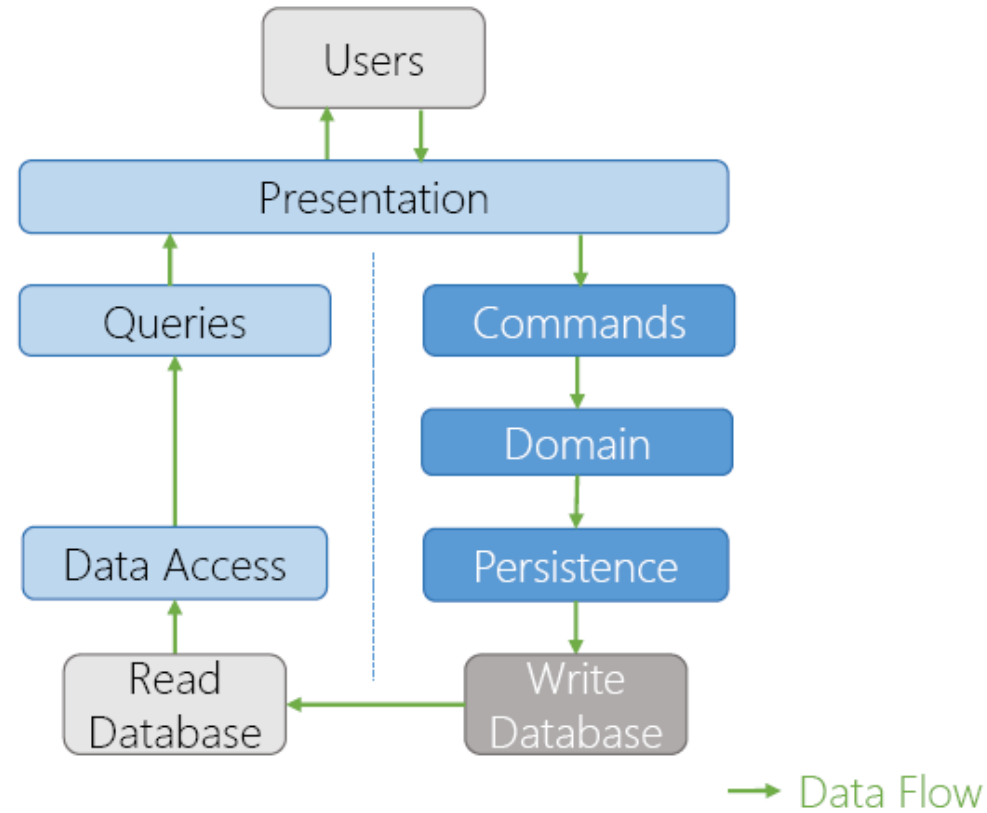 Users
Presentation
Queries
Commands
Domain
Data Access
Persistence
Read
Database
Write
Database
Data Flow